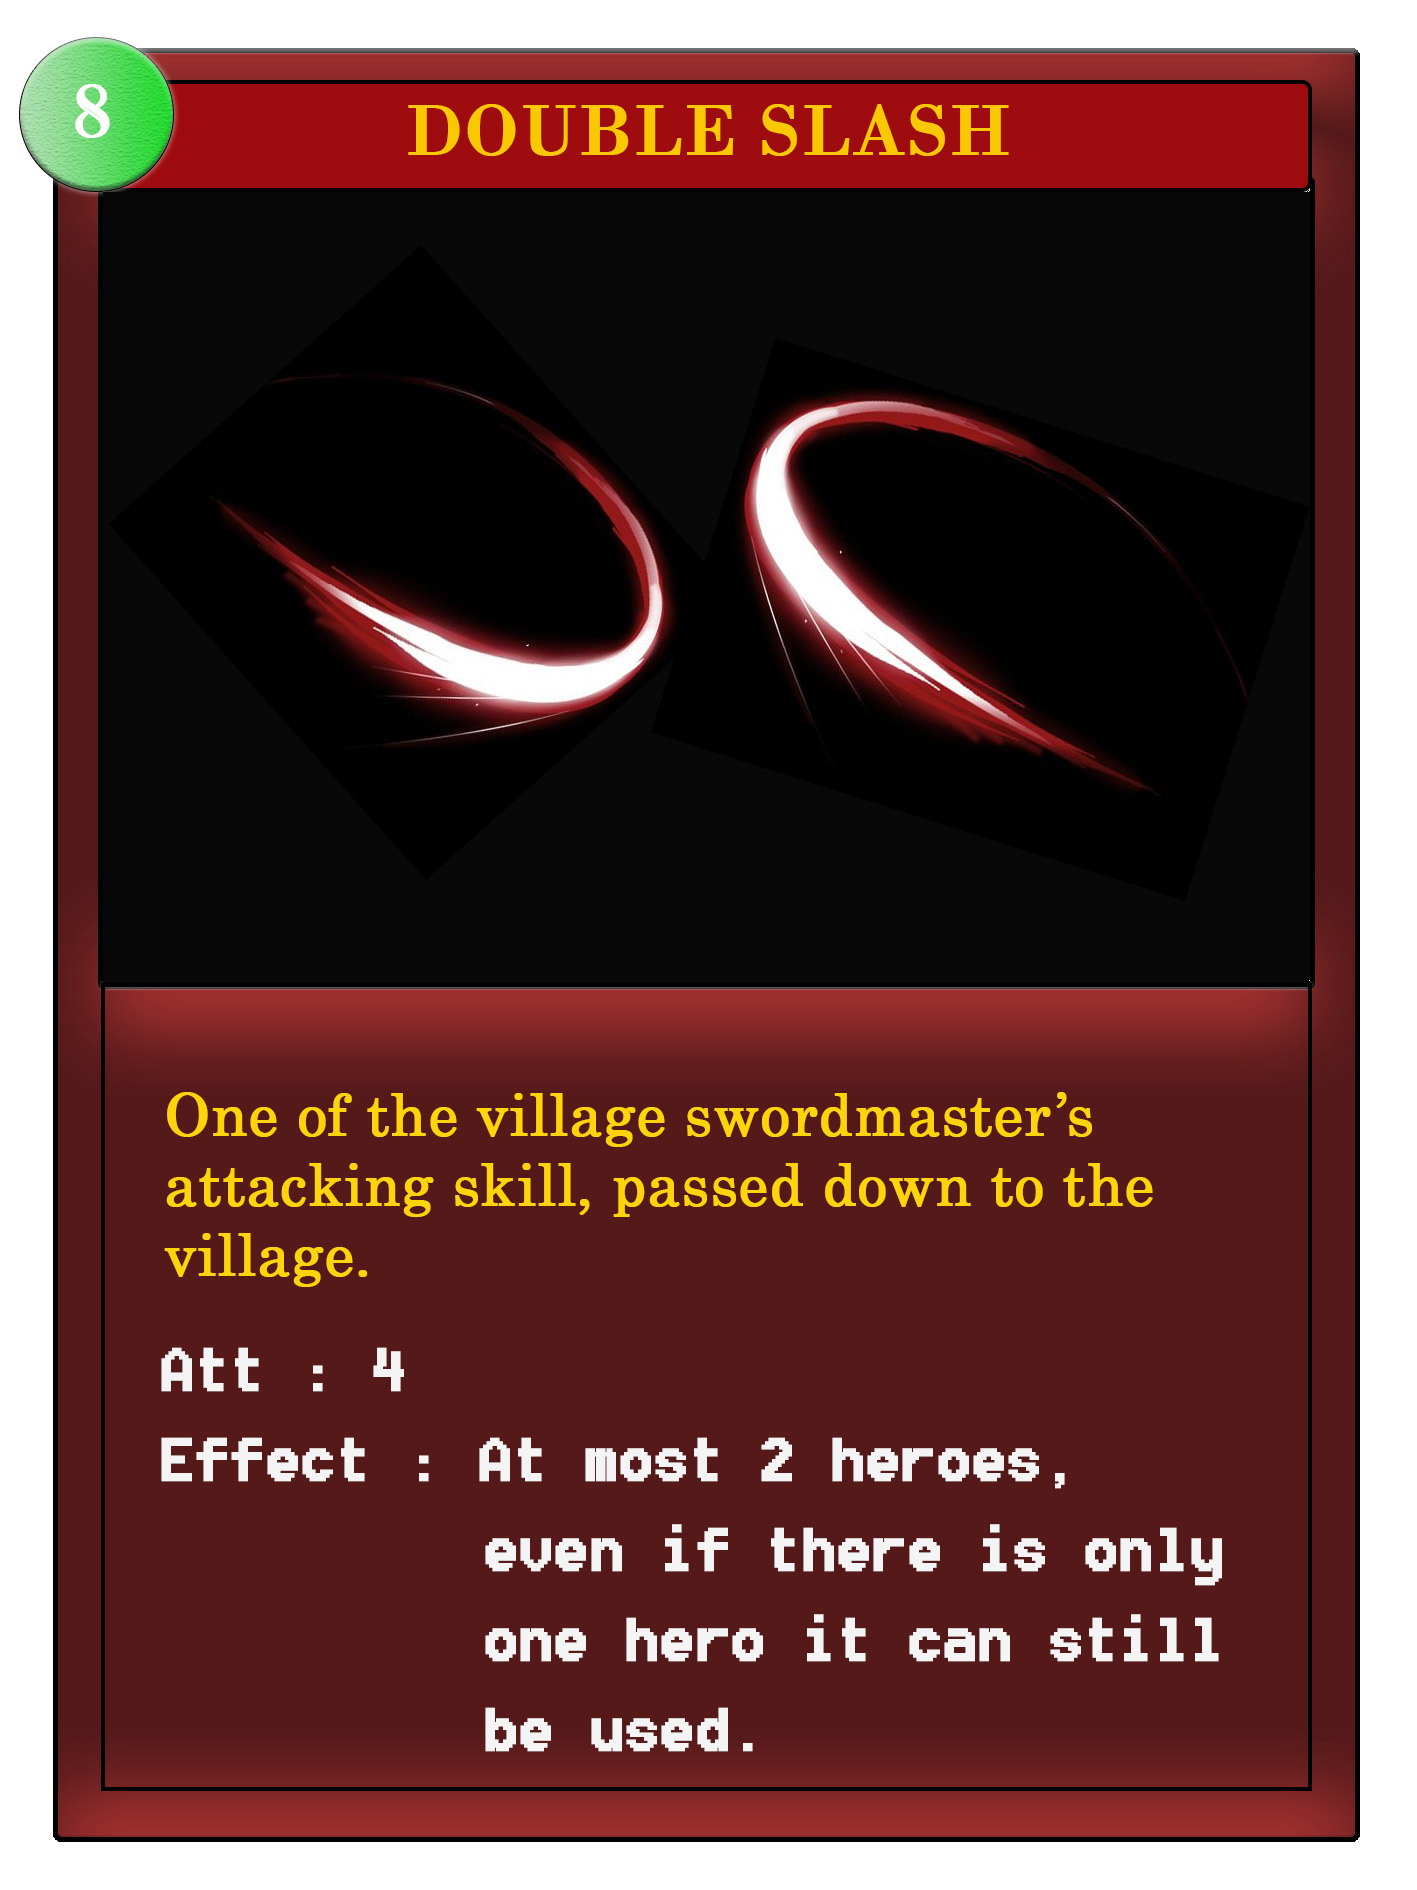 8
DOUBLE SLASH
One of the village swordmaster’s
attacking skill, passed down to the
village.
Att : 4
Effect : At most 2 heroes,
even if there is only
one hero it can still
be used.